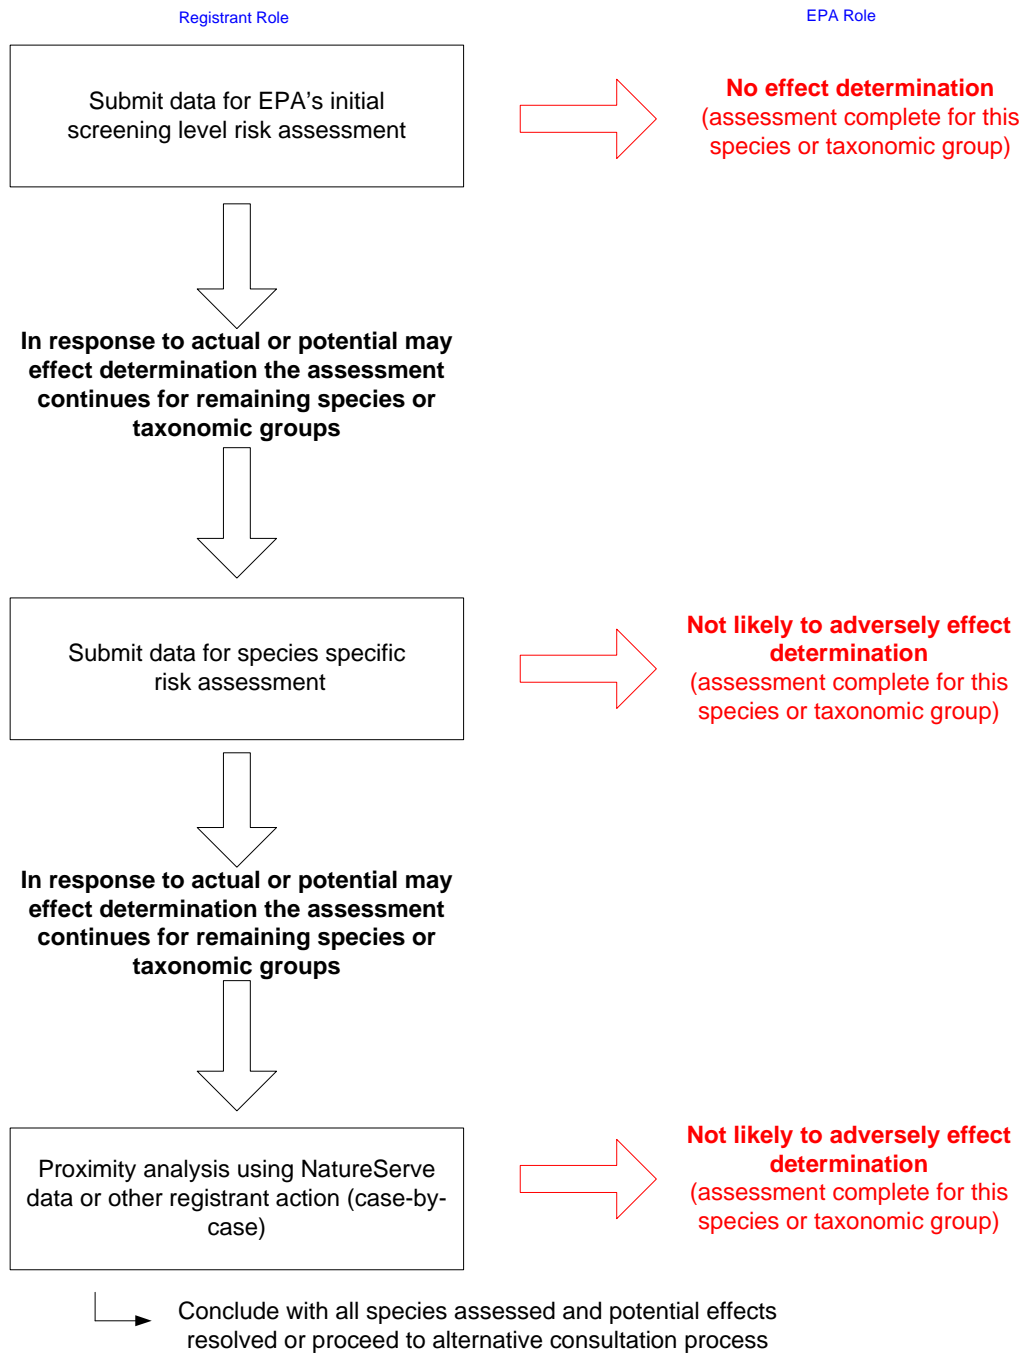 Registrant Role
EPA Role
Submit data for EPA's initial
screening level risk assessment
No effect determination
(assessment complete for this
species or taxonomic group)
In response to actual or potential may
effect determination the assessment
continues for remaining species or
taxonomic groups
Submit data for species specific
risk assessment
Not likely to adversely effect
determination
(assessment complete for this
species or taxonomic group)
In response to actual or potential may
effect determination the assessment
continues for remaining species or
taxonomic groups
Proximity analysis using NatureServe
data or other registrant action (case-by-
case)
Not likely to adversely effect
determination
(assessment complete for this
species or taxonomic group)
Conclude with all species assessed and potential effects
resolved or proceed to alternative consultation process